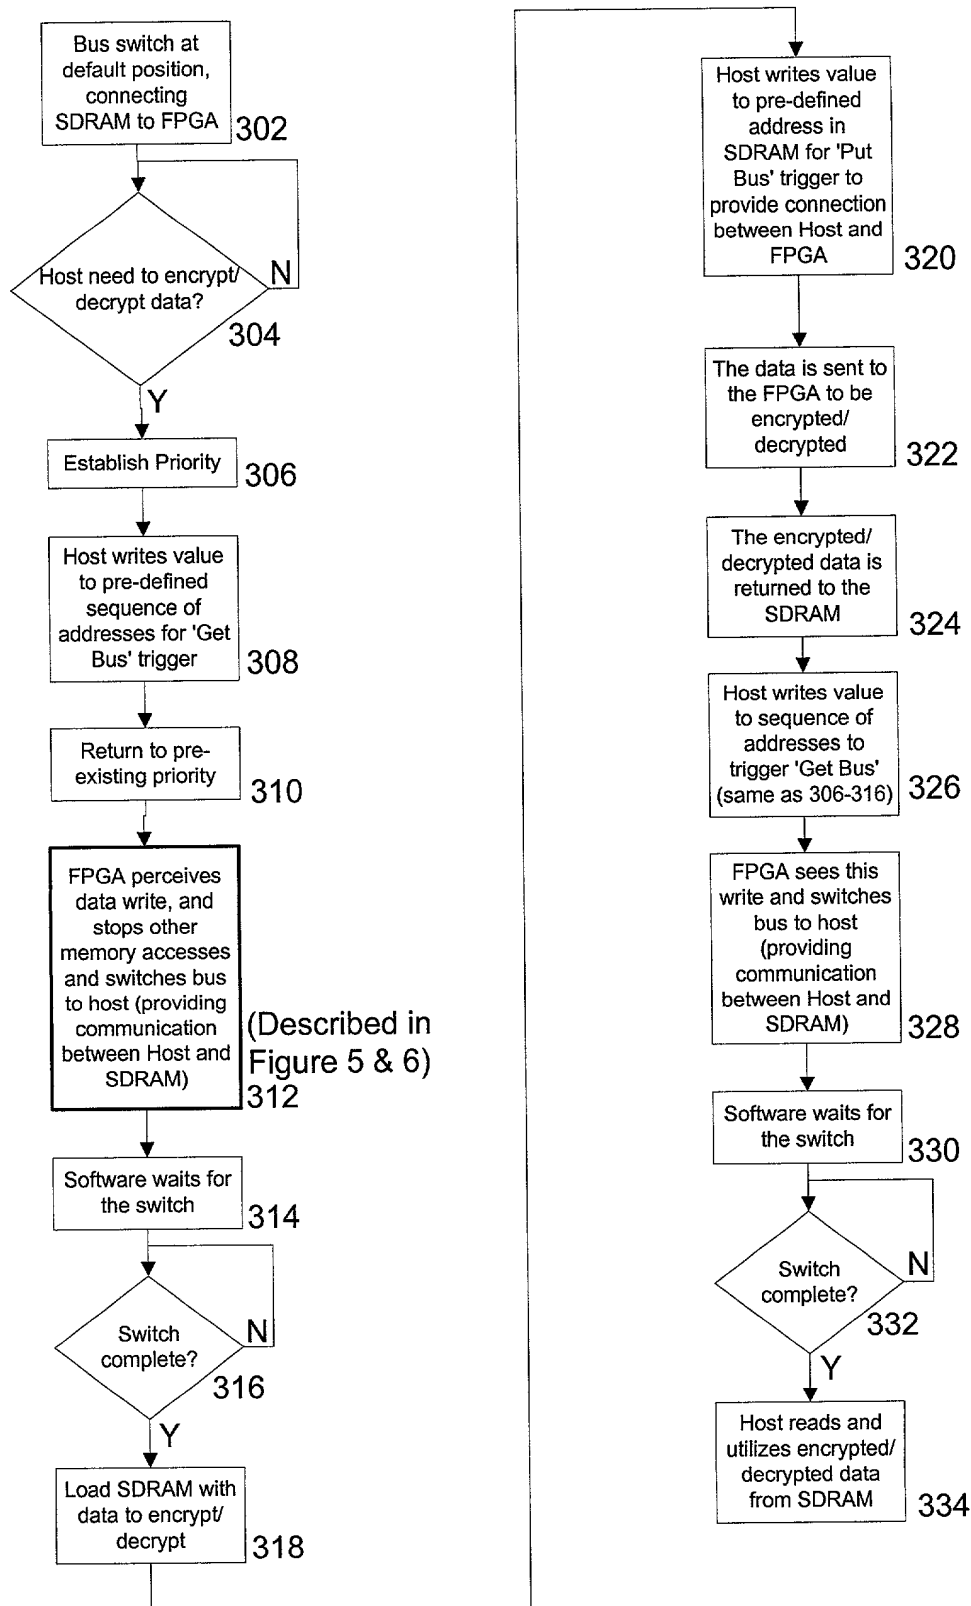 Bus switch at
default position,
connecting
SDRAM to FPGA
302
Host need to encrypt/
decrypt data?
N
304
Y
Establish Priority
306
Host writes value
to pre-defined
sequence of
addresses for 'Get
Bus' trigger
308
Return to pre-
existing priority
310
FPGA perceives
data write, and
stops other
memory accesses
and switches bus
to host (providing
communication
between Host and
SDRAM)
(Described in
Figure 5 & 6)
312
Software waits for
the switch
314
Switch
complete?
N
316
Y
Load SDRAM with
data to encrypt/
decrypt
318
Host writes value
to pre-defined
address in
SDRAM for 'Put
Bus' trigger to
provide connection
between Host and
FPGA
320
The data is sent to
the FPGA to be
encrypted/
decrypted
322
The encrypted/
decrypted data is
returned to the
SDRAM
324
Host writes value
to sequence of
addresses to
trigger 'Get Bus'
(same as 306-316)
326
FPGA sees this
write and switches
bus to host
(providing
communication
between Host and
SDRAM)
328
Software waits for
the switch
330
Switch
complete?
N
332
Y
Host reads and
utilizes encrypted/
decrypted data
from SDRAM
334